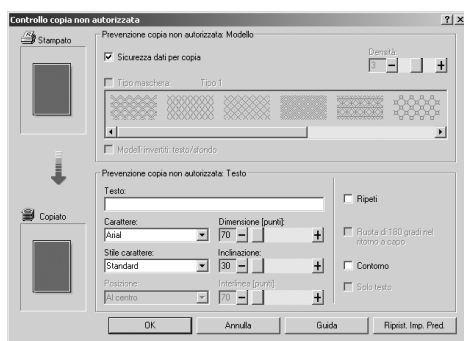 Controllo copia non autorizzata
Stampato
Prevenzione copia non autorizzata: Modello
Sicurezza dati per copia
Densità:
3
Tipo maschera:
Tipo 1
Modelli invertiti: testo/sfondo
Copiato
Prevenzione copia non autorizzata: Testo
Testo:
Carattere:
Dimensione [punti]:
Arial
70
Stile carattere:
Inclinazione:
Standard
30
Posizione:
Interlinea [punti]:
Al centro
70
Ripeti
Ruota di 180 gradi nel
ritorno a capo
Contorno
Solo testo
OK
Annulla
Guida
Riprist. Imp. Pred.